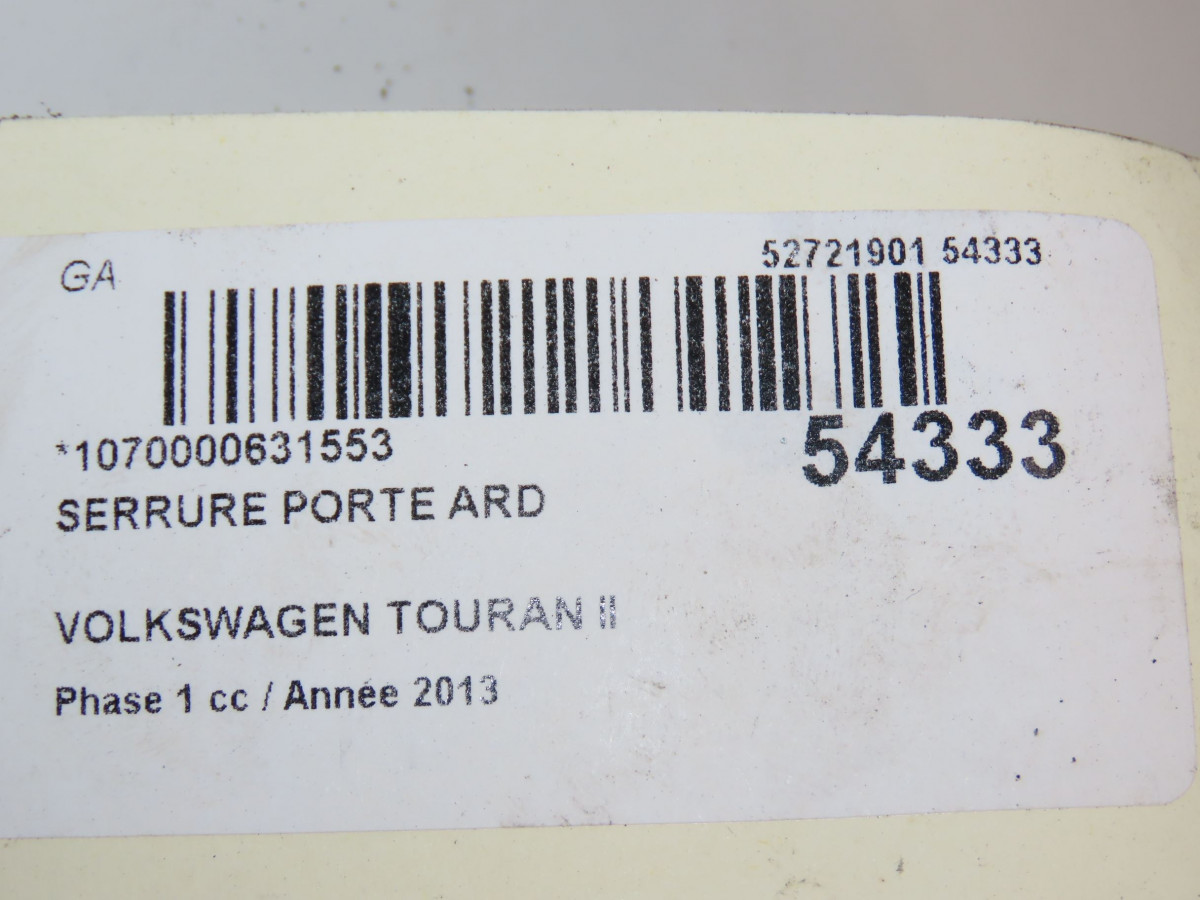 GA
52721901 54333
*1070000631553
54333
SERRURE PORTE ARD
VOLKSWAGEN TOURAN II
Phase 1 cc / Année 2013